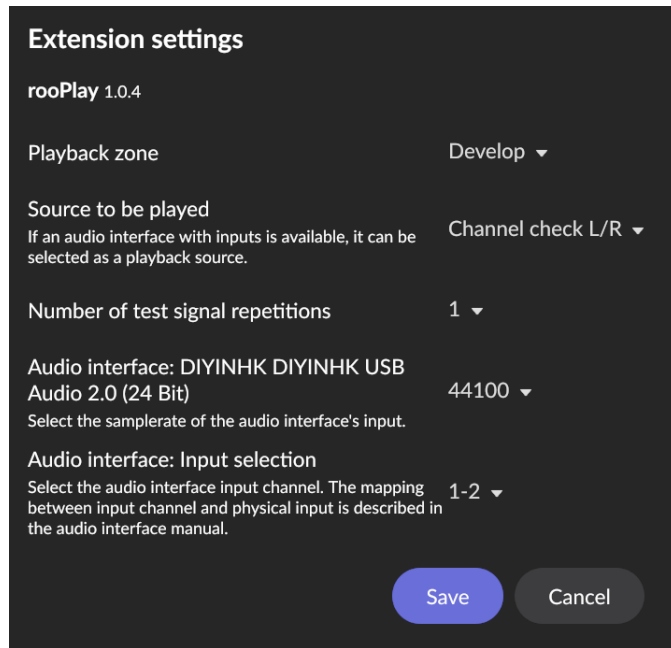 Extension settings
rooPlay 1.0.4
Playback zone
Develop
Source to be played
If an audio interface with inputs is available, it can be
selected as a playback source.
Channel check L/R
Number of test signal repetitions
1
Audio interface: DIYINHK DIYINHK USB
Audio 2.0 (24 Bit)
Select the samplerate of the audio interface's input.
44100
Audio interface: Input selection
Select the audio interface input channel. The mapping
between input channel and physical input is described in
the audio interface manual.
1-2
Save
Cancel